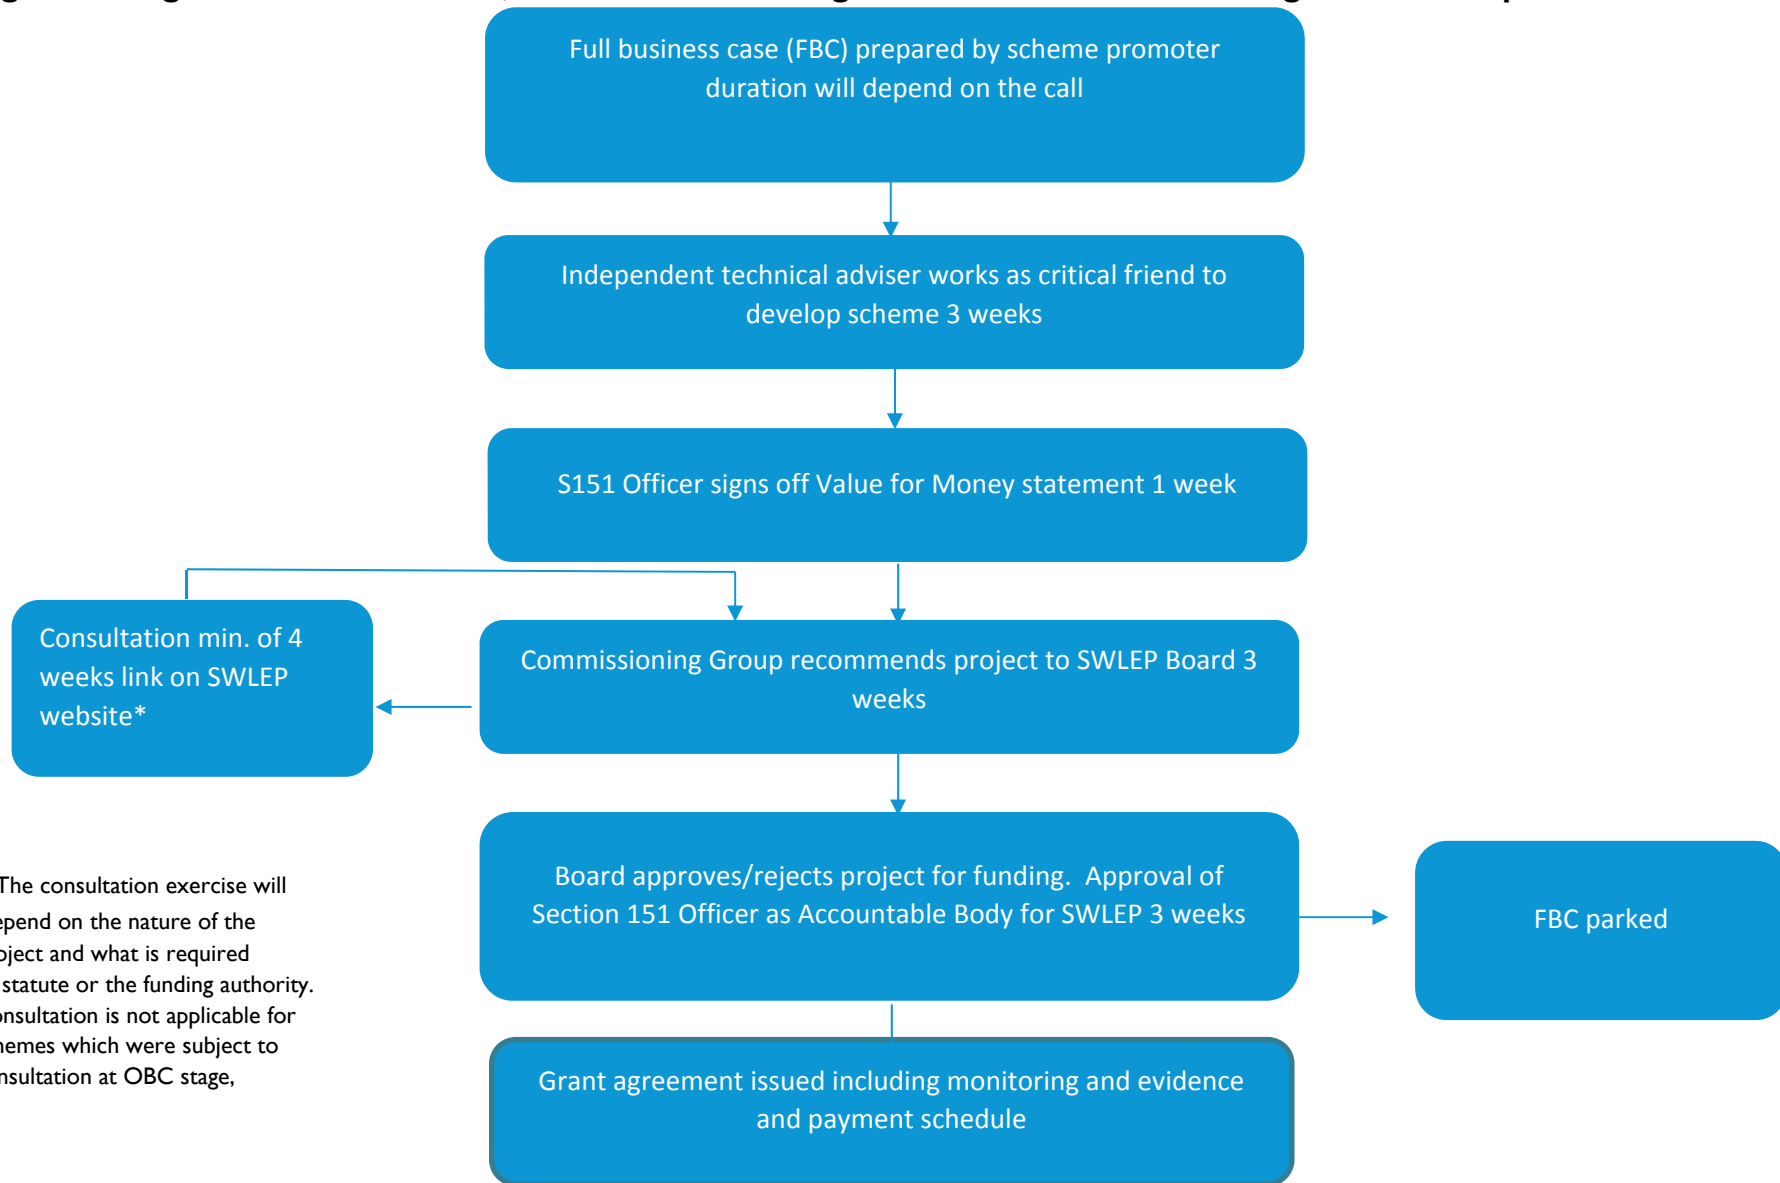 Full business case (FBC) prepared by scheme promoter
duration will depend on the call
Independent technical adviser works as critical friend to
develop scheme 3 weeks
S151 Officer signs off Value for Money statement 1 week
Consultation min. of 4
weeks link on SWLEP
website*
Commissioning Group recommends project to SWLEP Board 3
weeks
Board approves/rejects project for funding.  Approval of
Section 151 Officer as Accountable Body for SWLEP 3 weeks
FBC parked
The consultation exercise will
epend on the nature of the
oject and what is required
statute or the funding authority.
onsultation is not applicable for
hemes which were subject to
nsultation at OBC stage,
Grant agreement issued including monitoring and evidence
and payment schedule